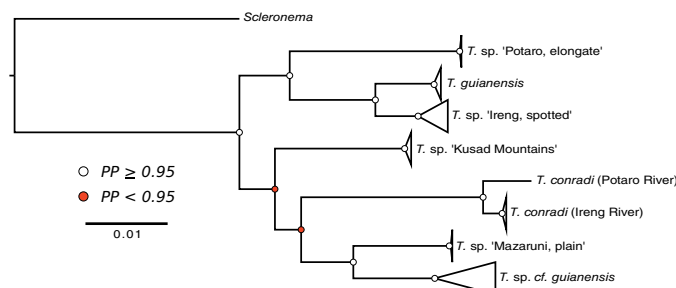 Scleronema
T. sp. 'Potaro, elongate'
T. guianensis
T. sp. 'Ireng, spotted'
T. sp. 'Kusad Mountains'
PP ≥ 0.95
T. conradi (Potaro River)
PP < 0.95
T. conradi (Ireng River)
0.01
T. sp. 'Mazaruni, plain'
T. sp. cf. guianensis